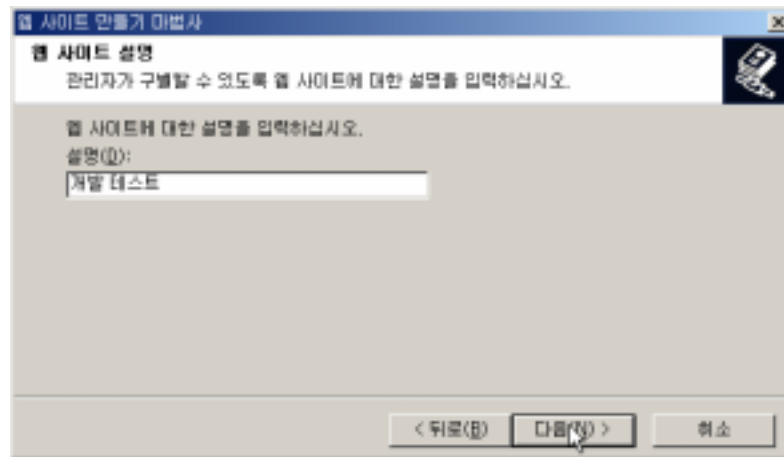 웹 사이트 만들기 마법사
웹 사이트 설명
관리자가 구별할 수 있도록 웹 사이트에 대한 설명을 입력하십시오.
웹 사이트에 대한 설명을 입력하십시오.
설명(D):
개발 테스트
< 뒤로(B) 다음(N) > 취소